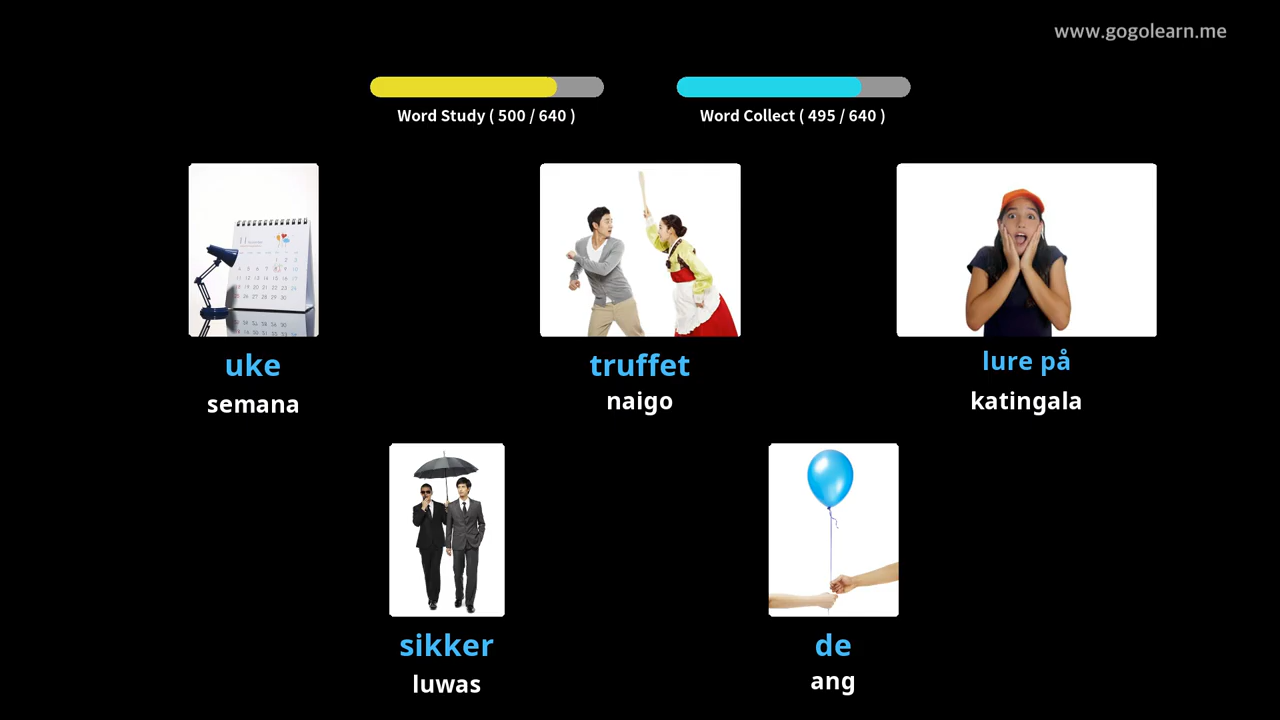 www.gogolearn.me
Word Study ( 500 / 640 )
Word Collect ( 495 / 640 )
uke
semana
truffet
naigo
lure på
katingala
sikker
luwas
de
ang